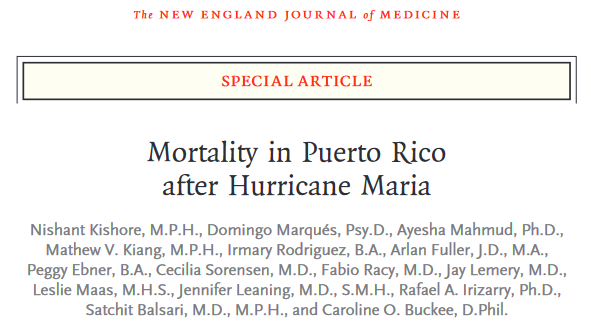 The NEW ENGLAND JOURNAL of MEDICINE
SPECIAL ARTICLE
Mortality in Puerto Rico
after Hurricane Maria
Nishant Kishore, M.P.H., Domingo Marqués, Psy.D., Ayesha Mahmud, Ph.D.,
Mathew V. Kiang, M.P.H., Irmary Rodriguez, B.A., Arlan Fuller, J.D., M.A.,
Peggy Ebner, B.A., Cecilia Sorensen, M.D., Fabio Racy, M.D., Jay Lemery, M.D.,
Leslie Maas, M.H.S., Jennifer Leaning, M.D., S.M.H., Rafael A. Irizarry, Ph.D.,
Satchit Balsari, M.D., M.P.H., and Caroline O. Buckee, D.Phil.